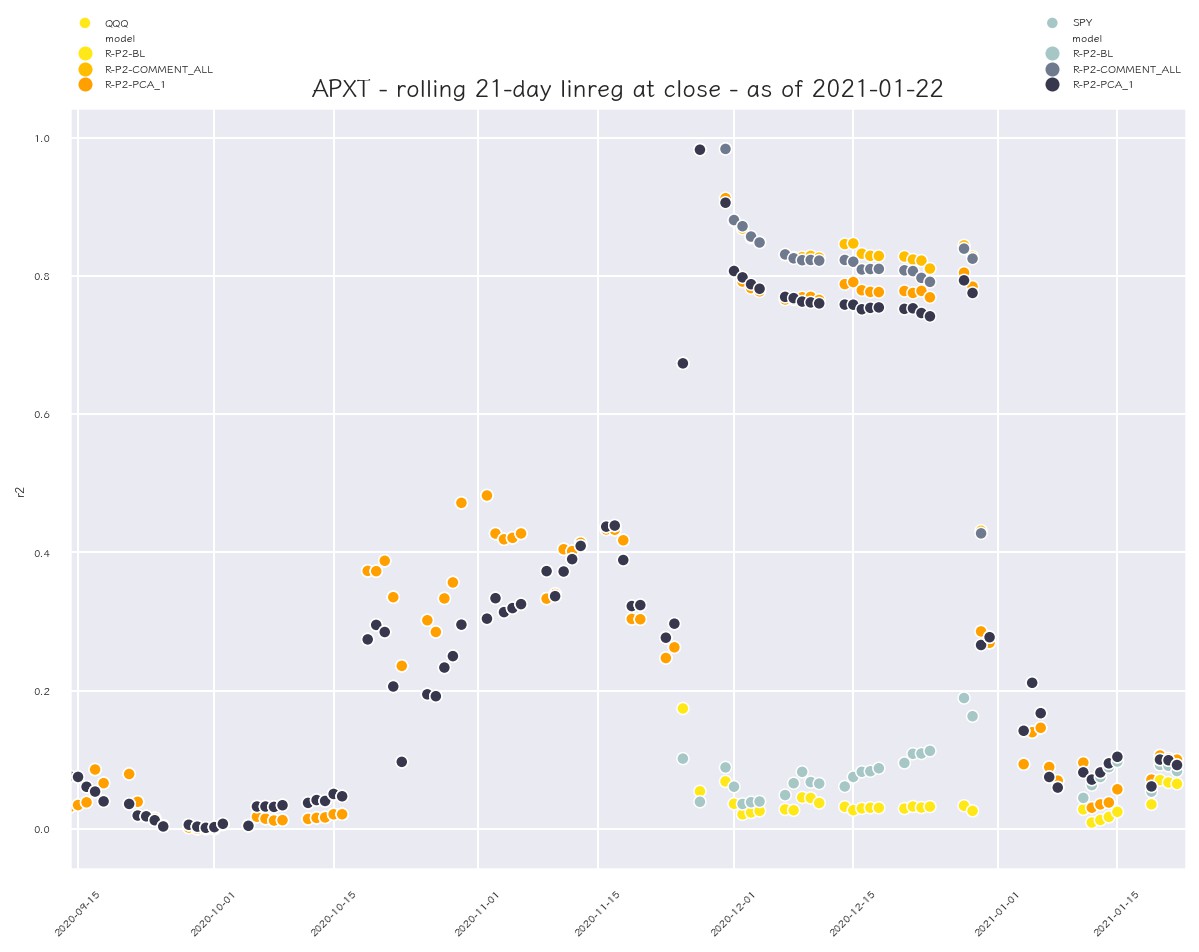 QQQ
model
R-P2-BL
R-P2-COMMENT_ALL
R-P2-PCA_1
SPY
model
R-P2-BL
R-P2-COMMENT_ALL
R-P2-PCA_1
APXT - rolling 21-day linreg at close - as of 2021-01-22
1.0
0.8
0.6
0.4
0.2
0.0
r2
2020-09-15
2020-10-01
2020-10-15
2020-11-01
2020-11-15
2020-12-01
2020-12-15
2021-01-01
2021-01-15